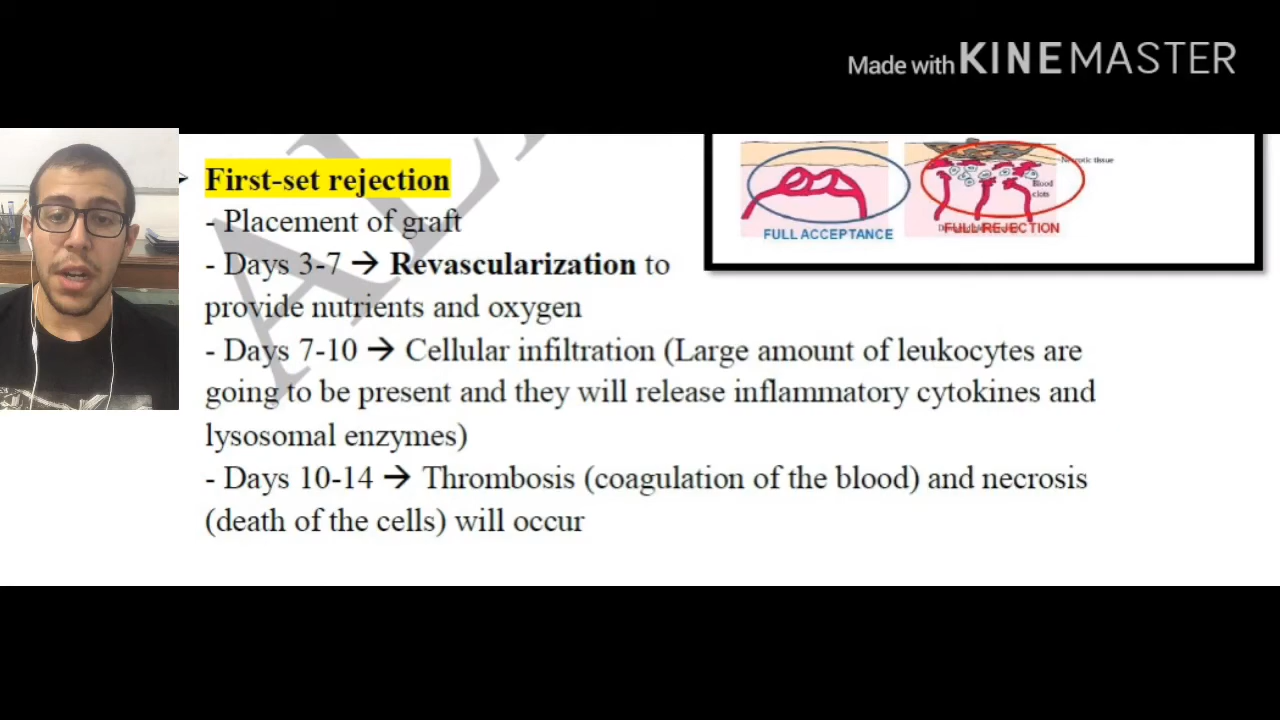 Made with KINEMASTER
First-set rejection
- Placement of graft
- Days 3-7 → Revascularization to
provide nutrients and oxygen
- Days 7-10 → Cellular infiltration (Large amount of leukocytes are
going to be present and they will release inflammatory cytokines and
lysosomal enzymes)
- Days 10-14 → Thrombosis (coagulation of the blood) and necrosis
(death of the cells) will occur
Necrotic tissue
Blood
clots
FULL ACCEPTANCE
FULL REJECTION